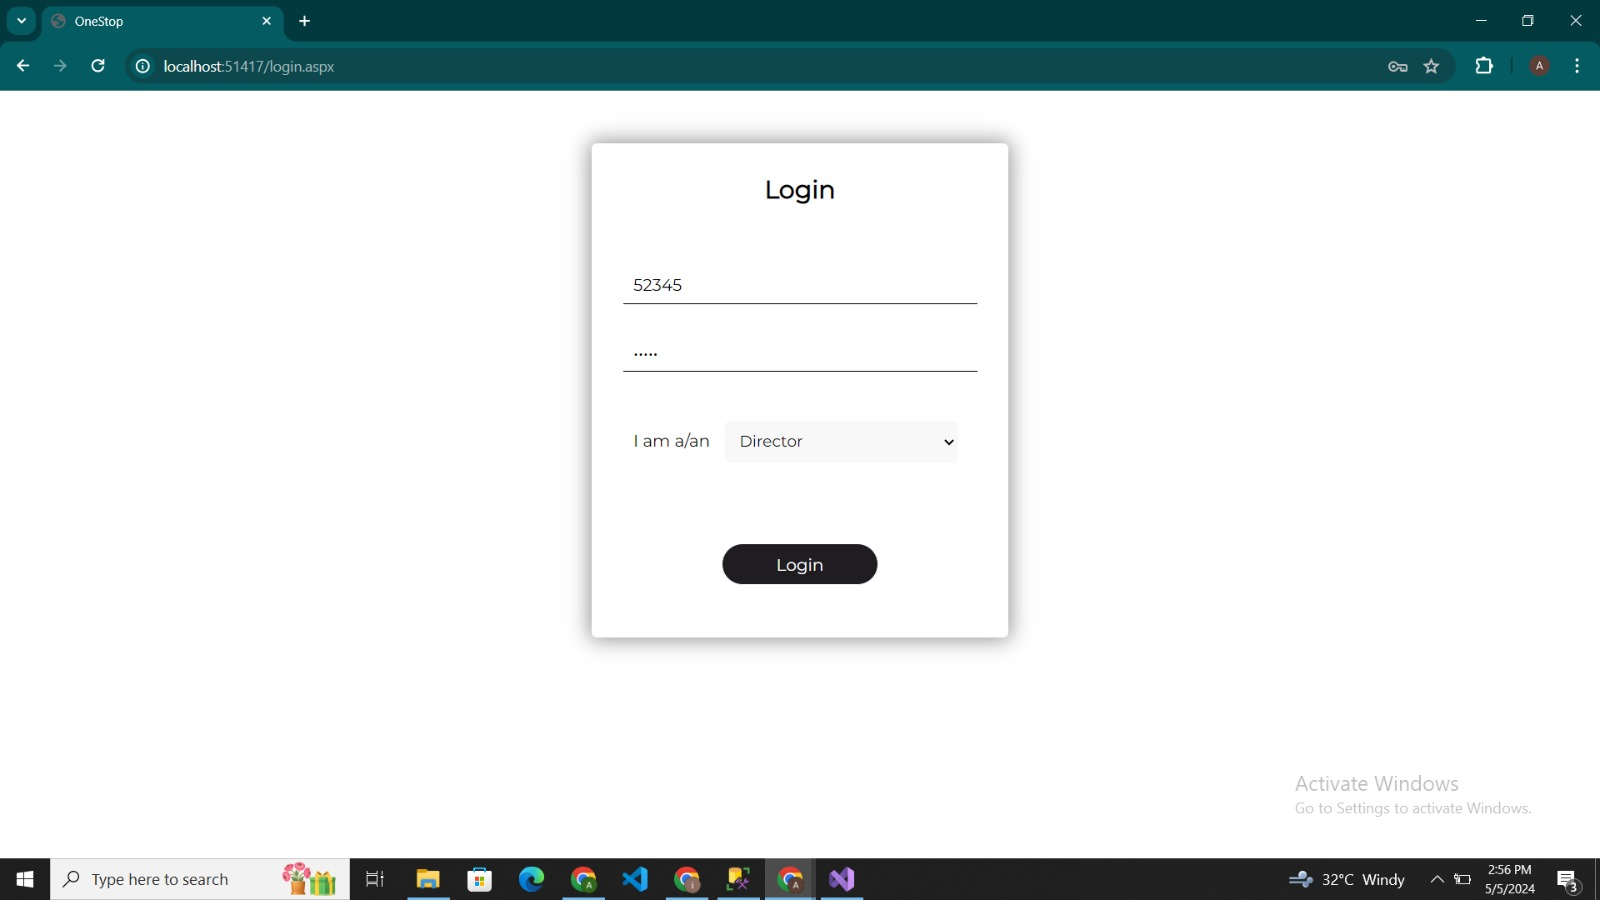 OneStop
localhost:51417/login.aspx
A
Login
52345
•••••
I am a/an Director
Login
Activate Windows
Go to Settings to activate Windows.
Type here to search
32°C Windy
2:56 PM
5/5/2024
3